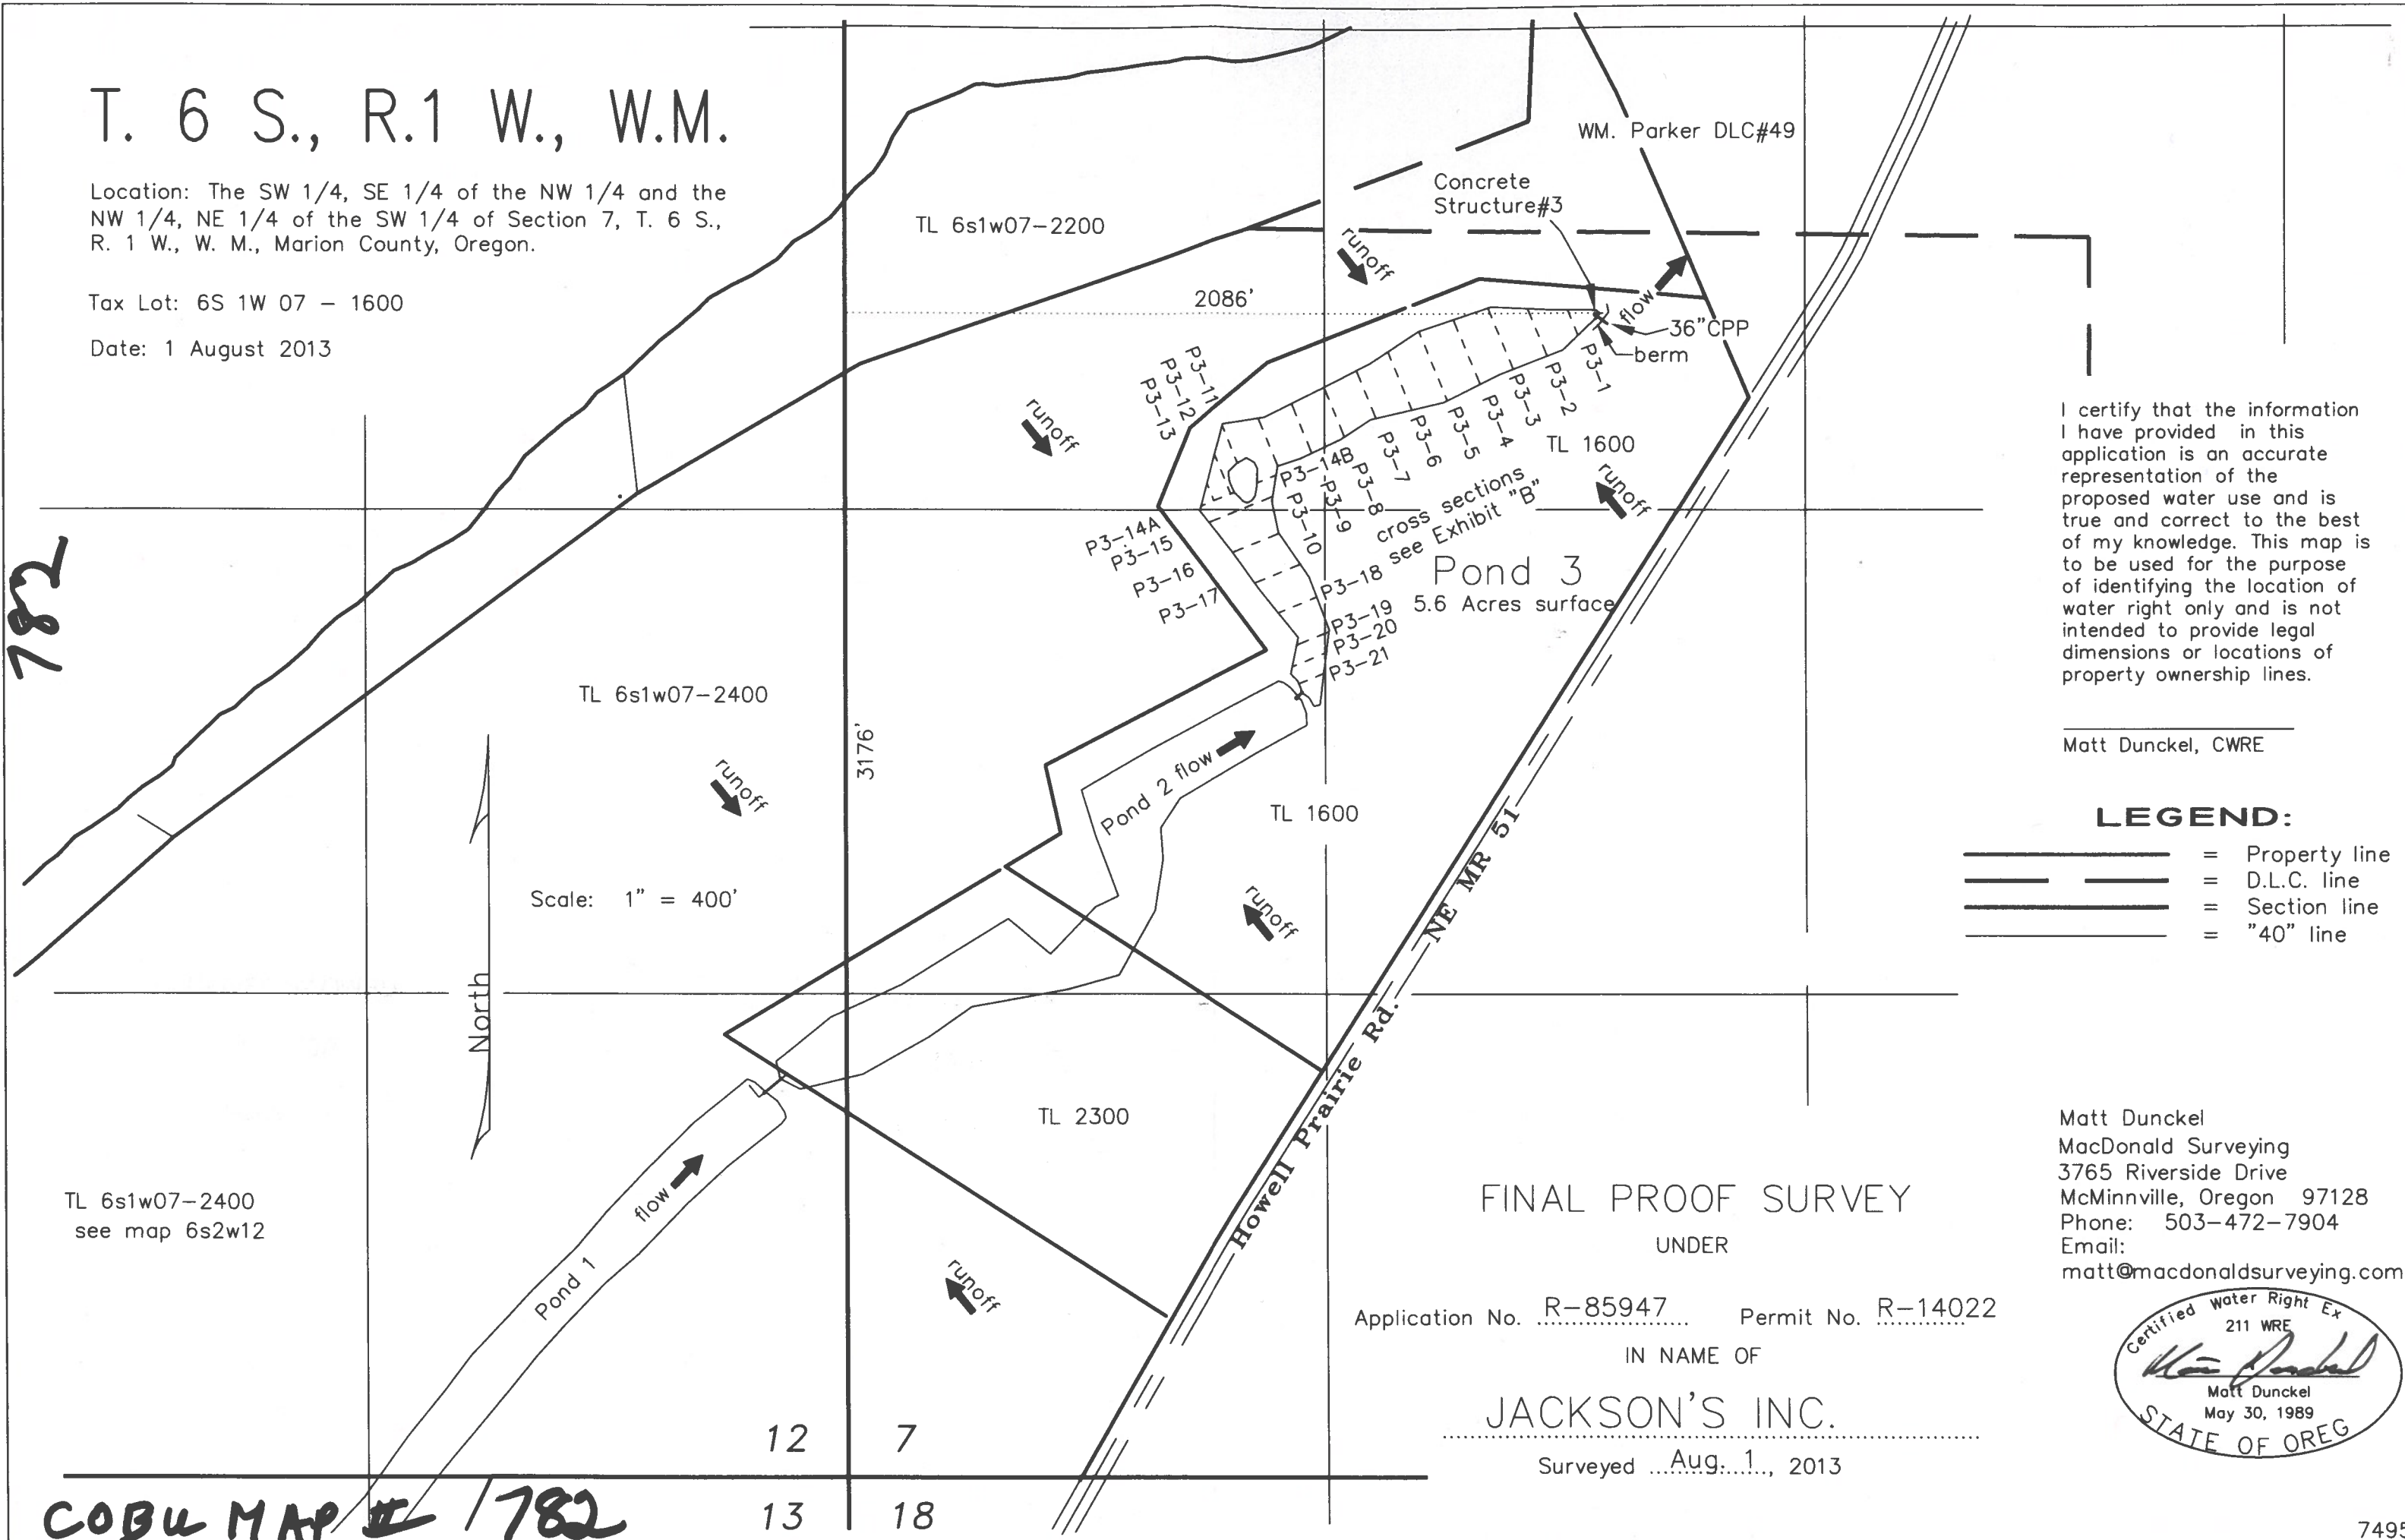 T. 6 S., R.1 W., W.M.
Location: The SW 1/4, SE 1/4 of the NW 1/4 and the
NW 1/4, NE 1/4 of the SW 1/4 of Section 7, T. 6 S.,
R. 1 W., W. M., Marion County, Oregon.
Tax Lot: 6S 1W 07 – 1600
Date: 1 August 2013
TL 6s1w07–2200
WM. Parker DLC#49
Concrete
Structure#3
runoff
2086'
flow
36"CPP
berm
P3–1
P3–2
P3–3
P3–4
P3–5
P3–6
P3–7
P3–8
P3–9
P3–10
P3–11
P3–12
P3–13
P3–14B
P3–14A
P3–15
P3–16
P3–17
P3–18
P3–19
P3–20
P3–21
runoff
TL 1600
runoff
cross sections
see Exhibit "B"
Pond 3
5.6 Acres surface
I certify that the information
I have provided in this
application is an accurate
representation of the
proposed water use and is
true and correct to the best
of my knowledge. This map is
to be used for the purpose
of identifying the location of
water right only and is not
intended to provide legal
dimensions or locations of
property ownership lines.
Matt Dunckel, CWRE
782
TL 6s1w07–2400
3176'
runoff
Pond 2 flow
TL 1600
North
Scale: 1" = 400'
runoff
Howell Prairie Rd. NE MR 51
LEGEND:
= Property line
= D.L.C. line
= Section line
= "40" line
TL 2300
TL 6s1w07–2400
see map 6s2w12
flow
Pond 1
runoff
FINAL PROOF SURVEY
UNDER
Application No. R–85947 Permit No. R–14022
IN NAME OF
JACKSON'S INC.
Surveyed Aug. 1, 2013
Matt Dunckel
MacDonald Surveying
3765 Riverside Drive
McMinnville, Oregon 97128
Phone: 503–472–7904
Email:
matt@macdonaldsurveying.com
Certified Water Right Ex
211 WRE
Matt Dunckel
Matt Dunckel
May 30, 1989
STATE OF OREG
12 7
13 18
COBU MAP # 1782
7495